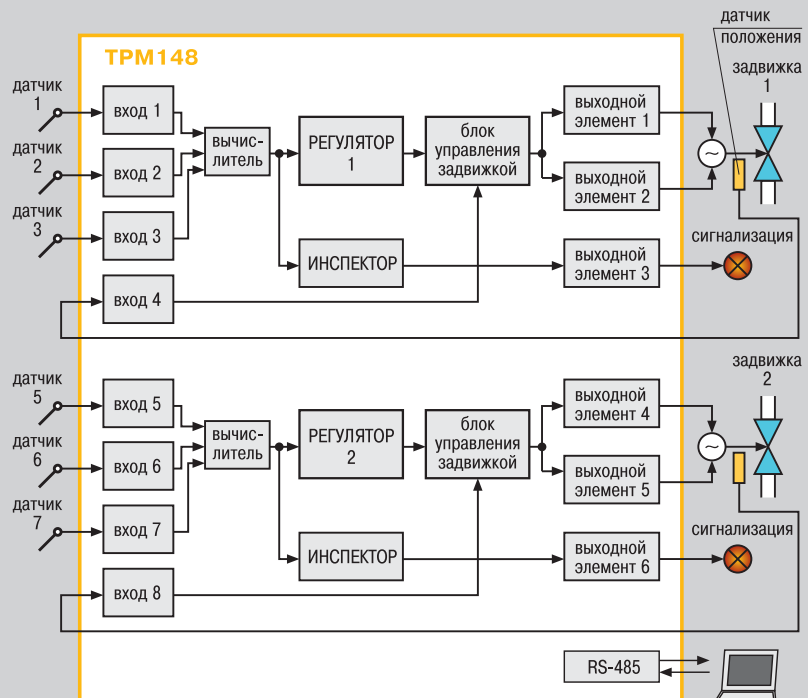 датчик
положения
ТРМ148
задвижка
1
датчик
1
вход 1
датчик
2
вход 2
датчик
3
вход 3
вход 4
вычис-
литель
РЕГУЛЯТОР
1
блок
управления
задвижкой
выходной
элемент 1
выходной
элемент 2
ИНСПЕКТОР
выходной
элемент 3
сигнализация
задвижка
2
датчик
5
вход 5
датчик
6
вход 6
датчик
7
вход 7
вход 8
вычис-
литель
РЕГУЛЯТОР
2
блок
управления
задвижкой
выходной
элемент 4
выходной
элемент 5
ИНСПЕКТОР
выходной
элемент 6
сигнализация
RS-485